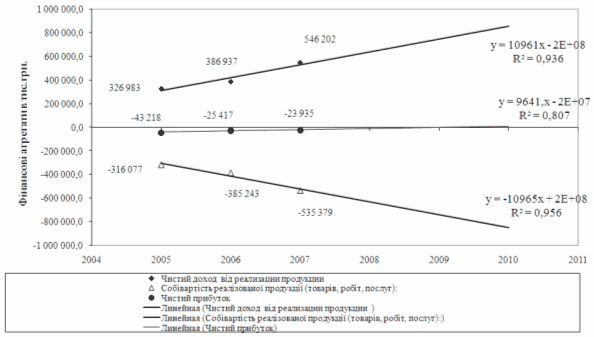 Фінансові агрегати в тис.грн.
1 000 000,0
800 000,0
600 000,0
400 000,0
200 000,0
0,0
-200 000,0
-400 000,0
-600 000,0
-800 000,0
-1 000 000,0
326 983
386 937
546 202
-43 218
-25 417
-23 935
-316 077
-385 243
-535 379
y = 10961x - 2E+08
R² = 0,936
y = 9641,x - 2E+07
R² = 0,807
y = -10965x + 2E+08
R² = 0,956
2004 2005 2006 2007 2008 2009 2010 2011
Чистий доход від реализации продукции
Собівартість реалізованої продукції (товарів, робіт, послуг):
Чистий прибуток
Линейная (Чистий доход від реализации продукции )
Линейная (Собівартість реалізованої продукції (товарів, робіт, послуг):)
Линейная (Чистий прибуток)